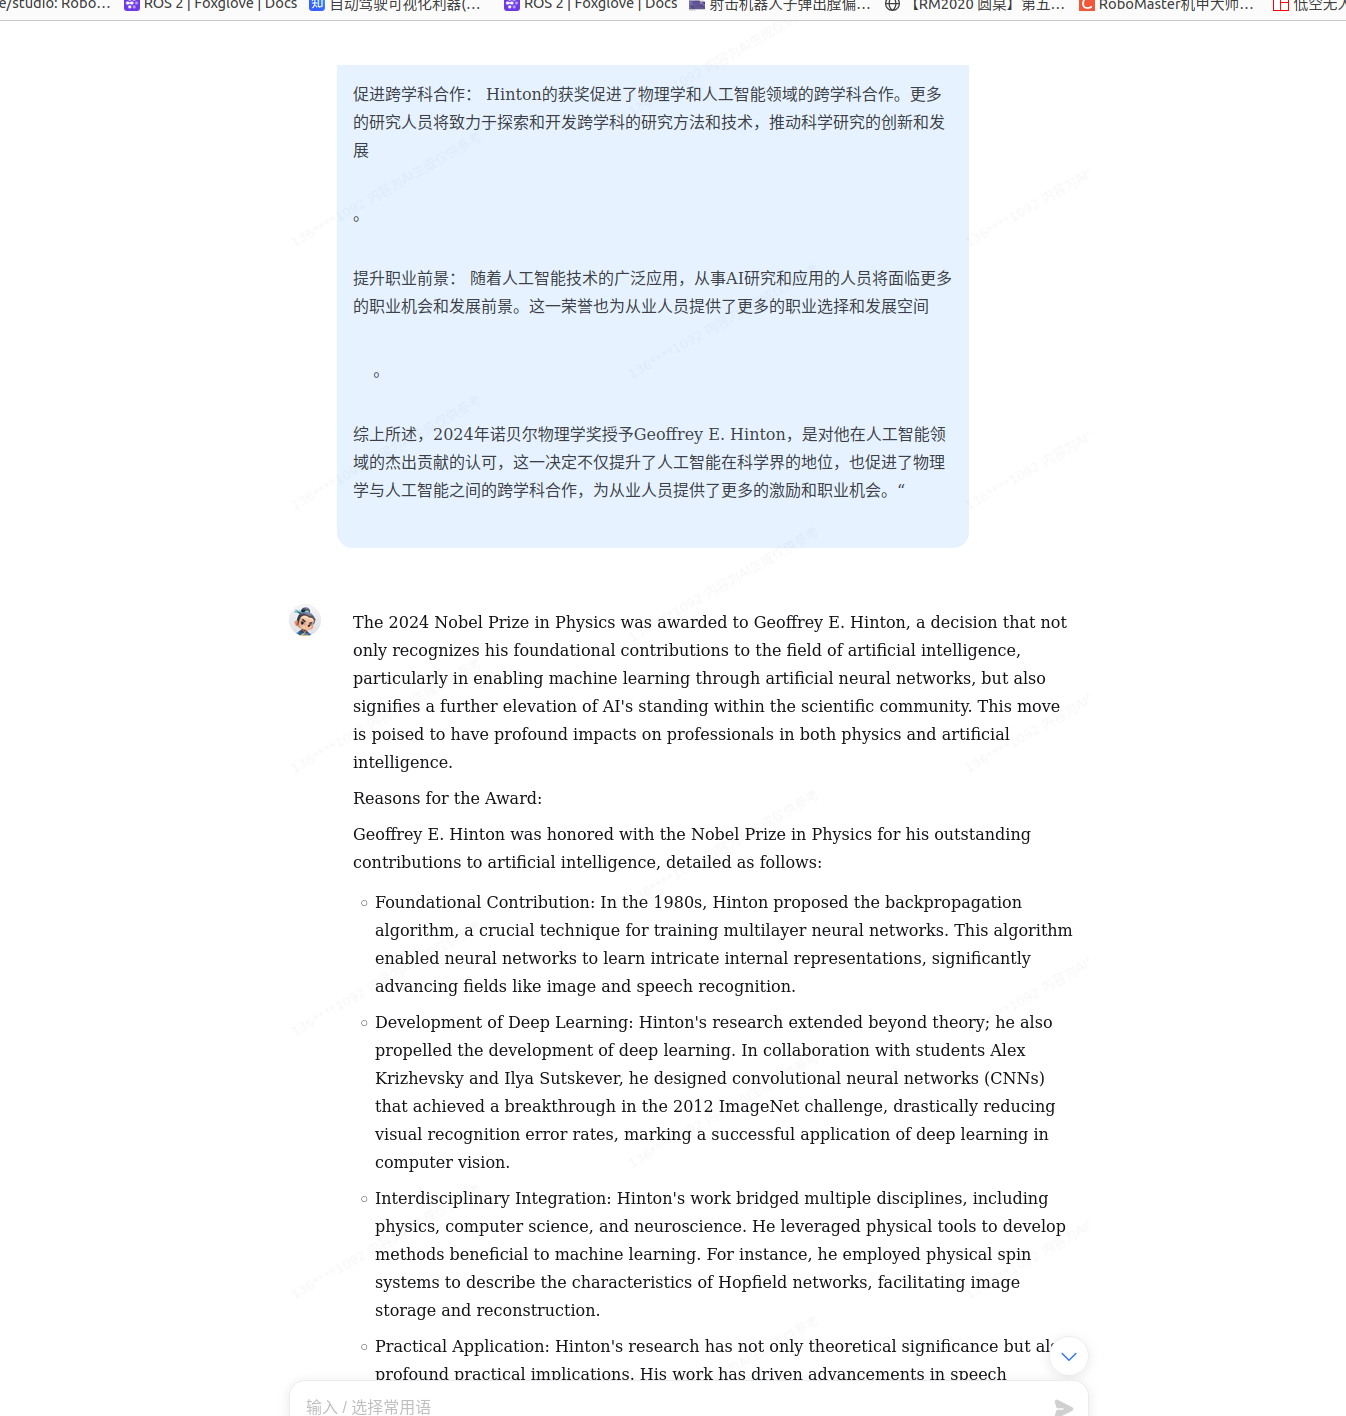 e/studio: Robo…
ROS 2 | Foxglove | Docs
知 自动驾驶可视化利器(…
ROS 2 | Foxglove | Docs
射击机器人子弹出膛偏…
【RM2020 圆桌】第五…
RoboMaster机甲大师…
低空无人
促进跨学科合作： Hinton的获奖促进了物理学和人工智能领域的跨学科合作。更多
的研究人员将致力于探索和开发跨学科的研究方法和技术，推动科学研究的创新和发
展
。
提升职业前景： 随着人工智能技术的广泛应用，从事AI研究和应用的人员将面临更多
的职业机会和发展前景。这一荣誉也为从业人员提供了更多的职业选择和发展空间
。
综上所述，2024年诺贝尔物理学奖授予Geoffrey E. Hinton，是对他在人工智能领
域的杰出贡献的认可，这一决定不仅提升了人工智能在科学界的地位，也促进了物理
学与人工智能之间的跨学科合作，为从业人员提供了更多的激励和职业机会。“
The 2024 Nobel Prize in Physics was awarded to Geoffrey E. Hinton, a decision that not
only recognizes his foundational contributions to the field of artificial intelligence,
particularly in enabling machine learning through artificial neural networks, but also
signifies a further elevation of AI's standing within the scientific community. This move
is poised to have profound impacts on professionals in both physics and artificial
intelligence.
Reasons for the Award:
Geoffrey E. Hinton was honored with the Nobel Prize in Physics for his outstanding
contributions to artificial intelligence, detailed as follows:
Foundational Contribution: In the 1980s, Hinton proposed the backpropagation
algorithm, a crucial technique for training multilayer neural networks. This algorithm
enabled neural networks to learn intricate internal representations, significantly
advancing fields like image and speech recognition.
Development of Deep Learning: Hinton's research extended beyond theory; he also
propelled the development of deep learning. In collaboration with students Alex
Krizhevsky and Ilya Sutskever, he designed convolutional neural networks (CNNs)
that achieved a breakthrough in the 2012 ImageNet challenge, drastically reducing
visual recognition error rates, marking a successful application of deep learning in
computer vision.
Interdisciplinary Integration: Hinton's work bridged multiple disciplines, including
physics, computer science, and neuroscience. He leveraged physical tools to develop
methods beneficial to machine learning. For instance, he employed physical spin
systems to describe the characteristics of Hopfield networks, facilitating image
storage and reconstruction.
Practical Application: Hinton's research has not only theoretical significance but als
profound practical implications. His work has driven advancements in speech
输入 / 选择常用语